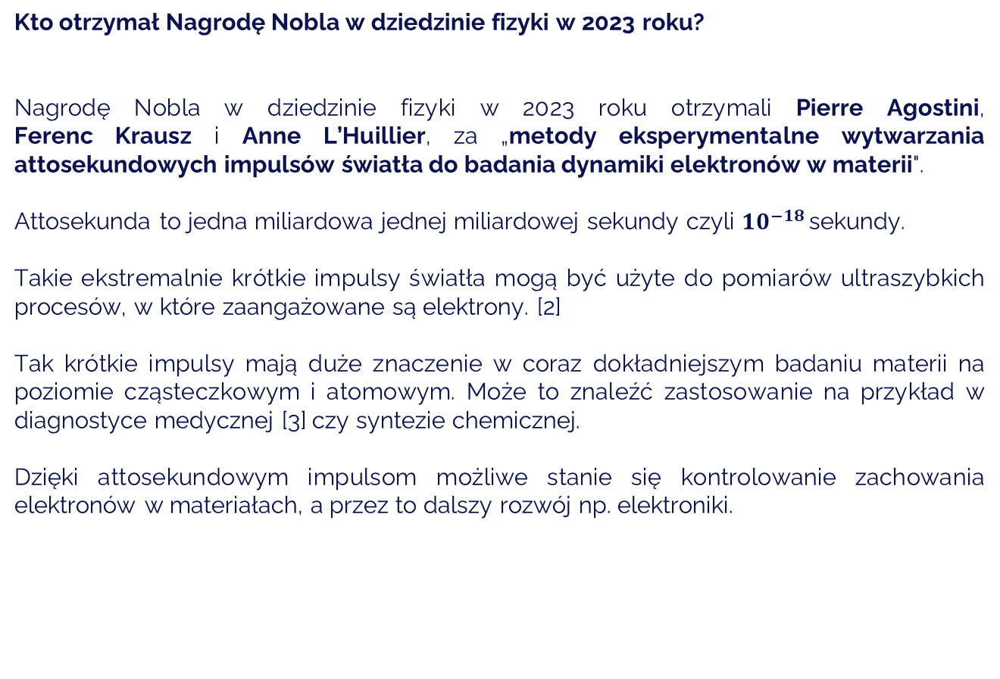 Kto otrzymał Nagrodę Nobla w dziedzinie fizyki w 2023 roku?
Nagrodę Nobla w dziedzinie fizyki w 2023 roku otrzymali Pierre Agostini,
Ferenc Krausz i Anne L’Huillier, za „metody eksperymentalne wytwarzania
attosekundowych impulsów światła do badania dynamiki elektronów w materii".
Attosekunda to jedna miliardowa jednej miliardowej sekundy czyli 10⁻¹⁸ sekundy.
Takie ekstremalnie krótkie impulsy światła mogą być użyte do pomiarów ultraszybkich
procesów, w które zaangażowane są elektrony. [2]
Tak krótkie impulsy mają duże znaczenie w coraz dokładniejszym badaniu materii na
poziomie cząsteczkowym i atomowym. Może to znaleźć zastosowanie na przykład w
diagnostyce medycznej [3] czy syntezie chemicznej.
Dzięki attosekundowym impulsom możliwe stanie się kontrolowanie zachowania
elektronów w materiałach, a przez to dalszy rozwój np. elektroniki.